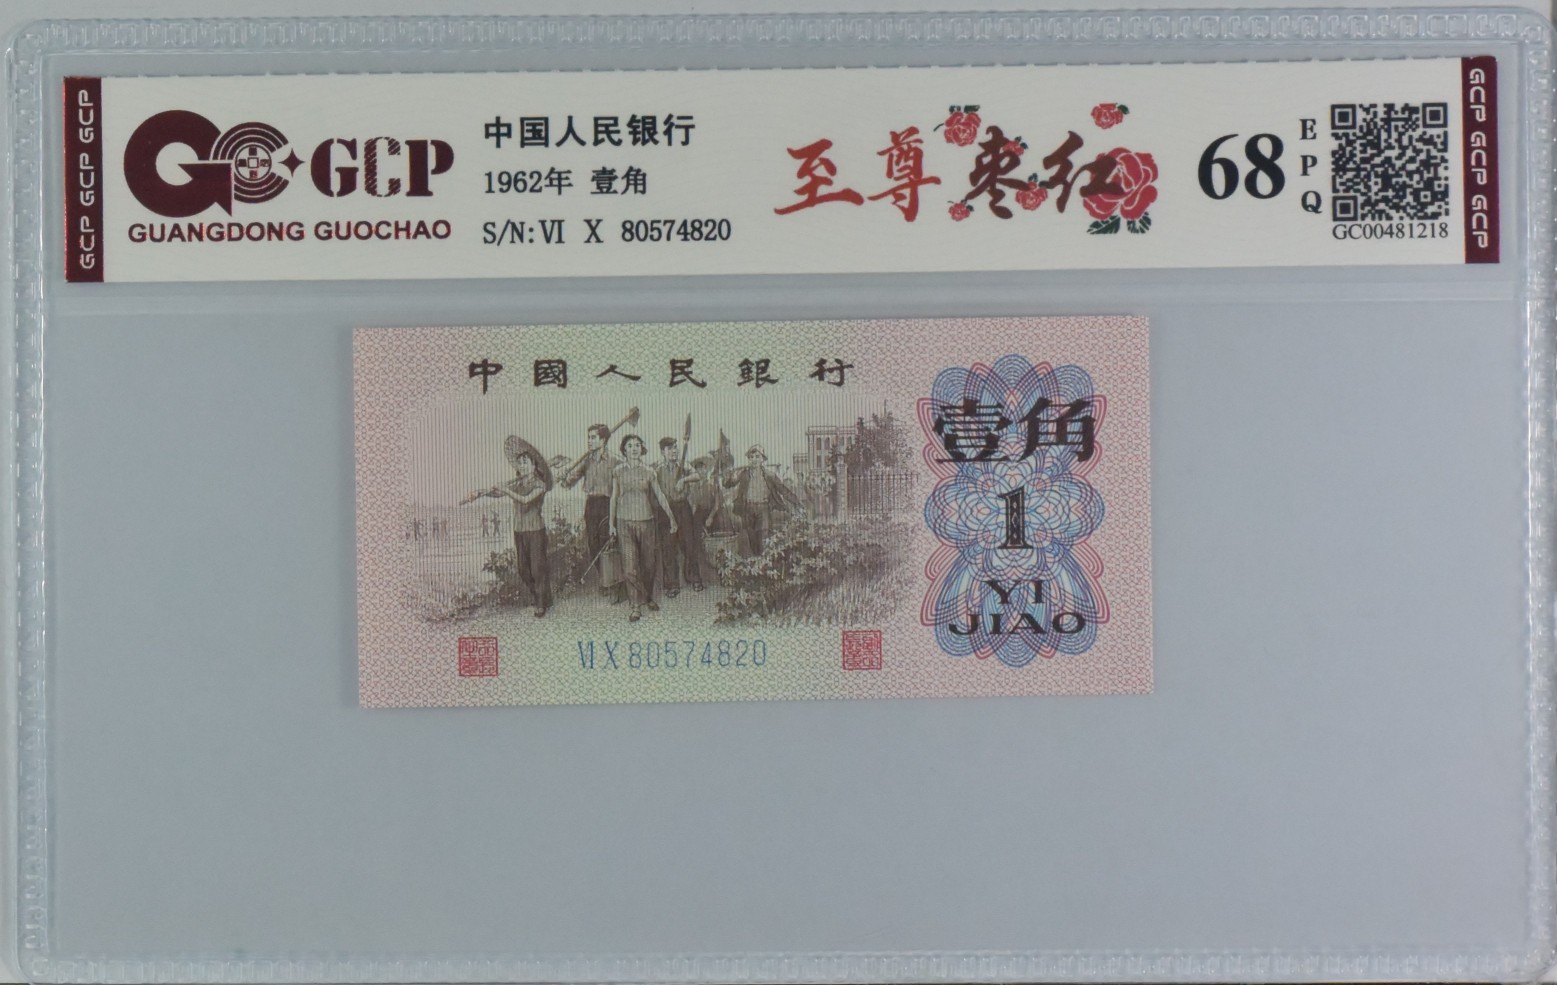 GCP GCP GCP
GCP
GUANGDONG GUOCHAO
中国人民银行
1962年 壹角
S/N:Ⅵ X 80574820
至尊枣红
68
EPQ
GC00481218
GCP GCP GCP
中國人民銀行
壹角
1
YI
JIAO
Ⅵ X 80574820